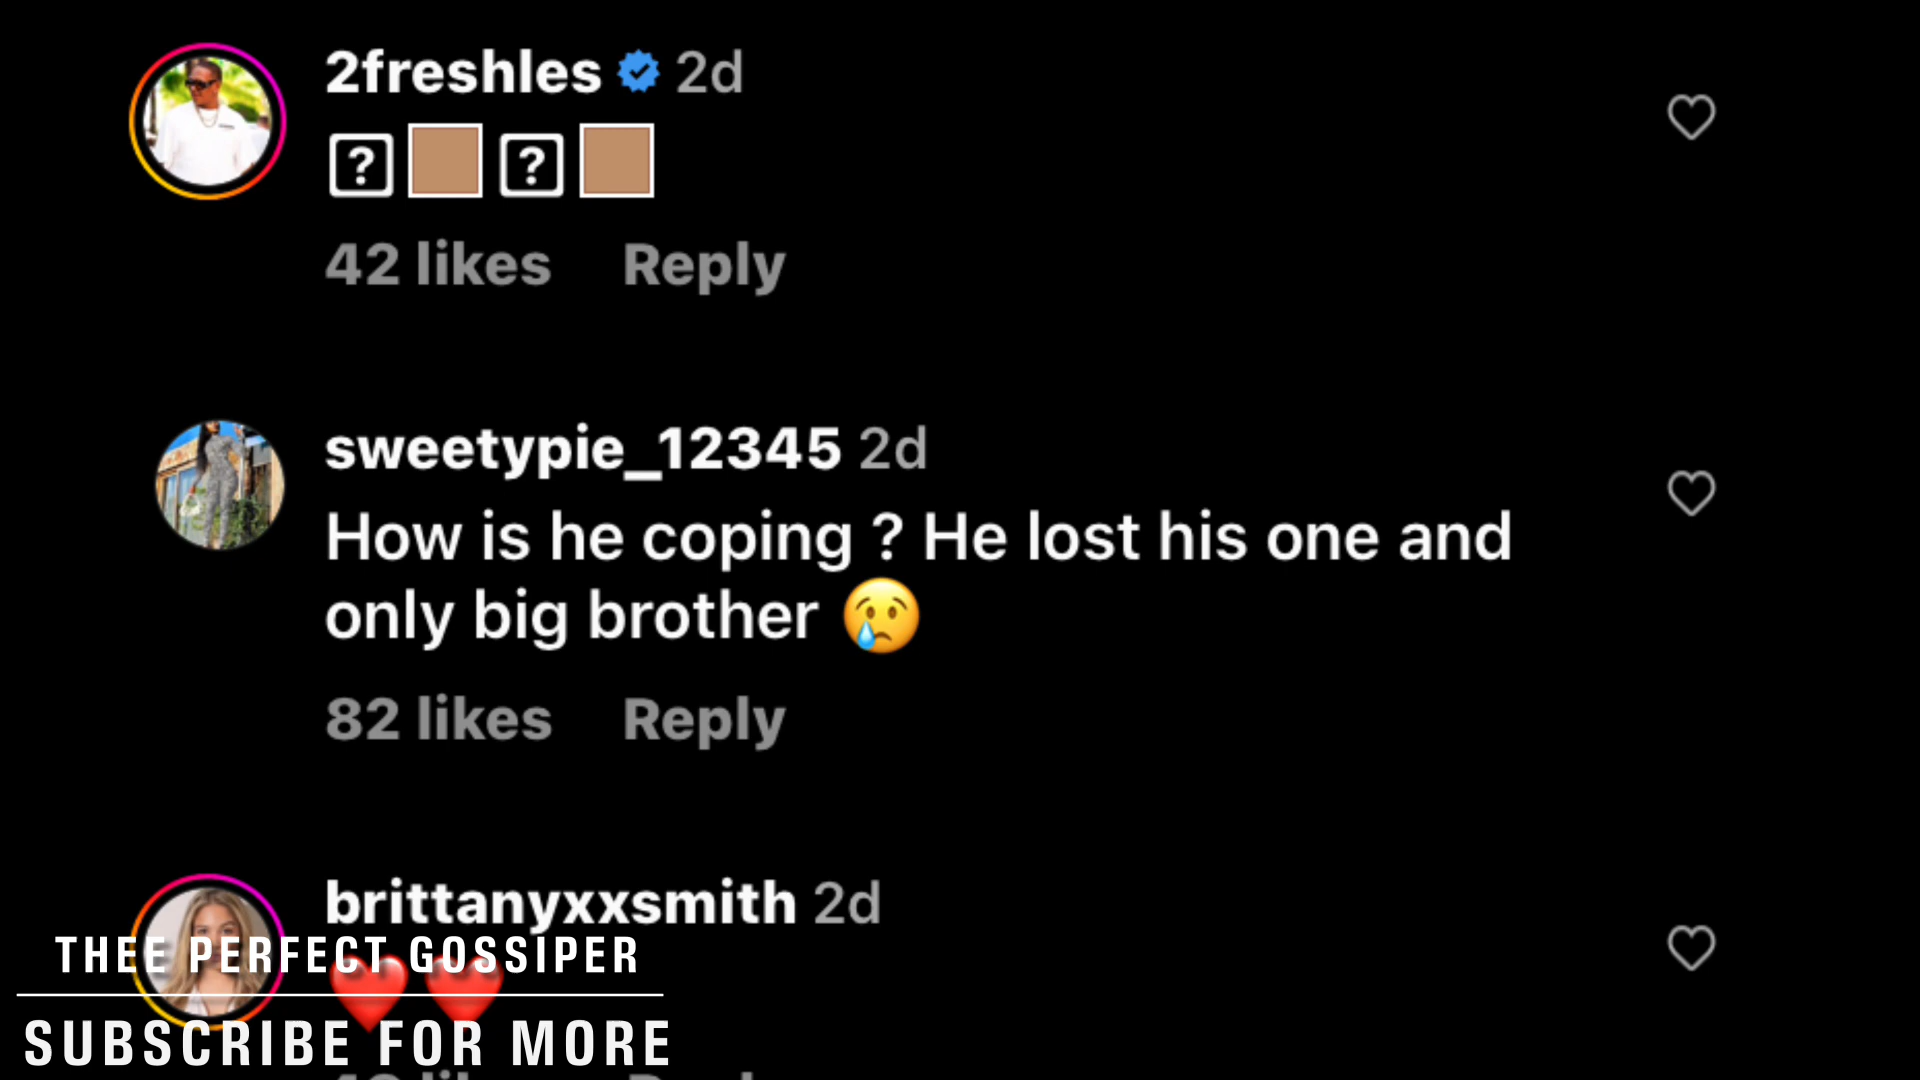 2freshles 2d
42 likes Reply
sweetypie_12345 2d
How is he coping ? He lost his one and
only big brother 😢
82 likes Reply
brittanyxxsmith 2d
❤️❤️
THEE PERFECT GOSSIPER
SUBSCRIBE FOR MORE